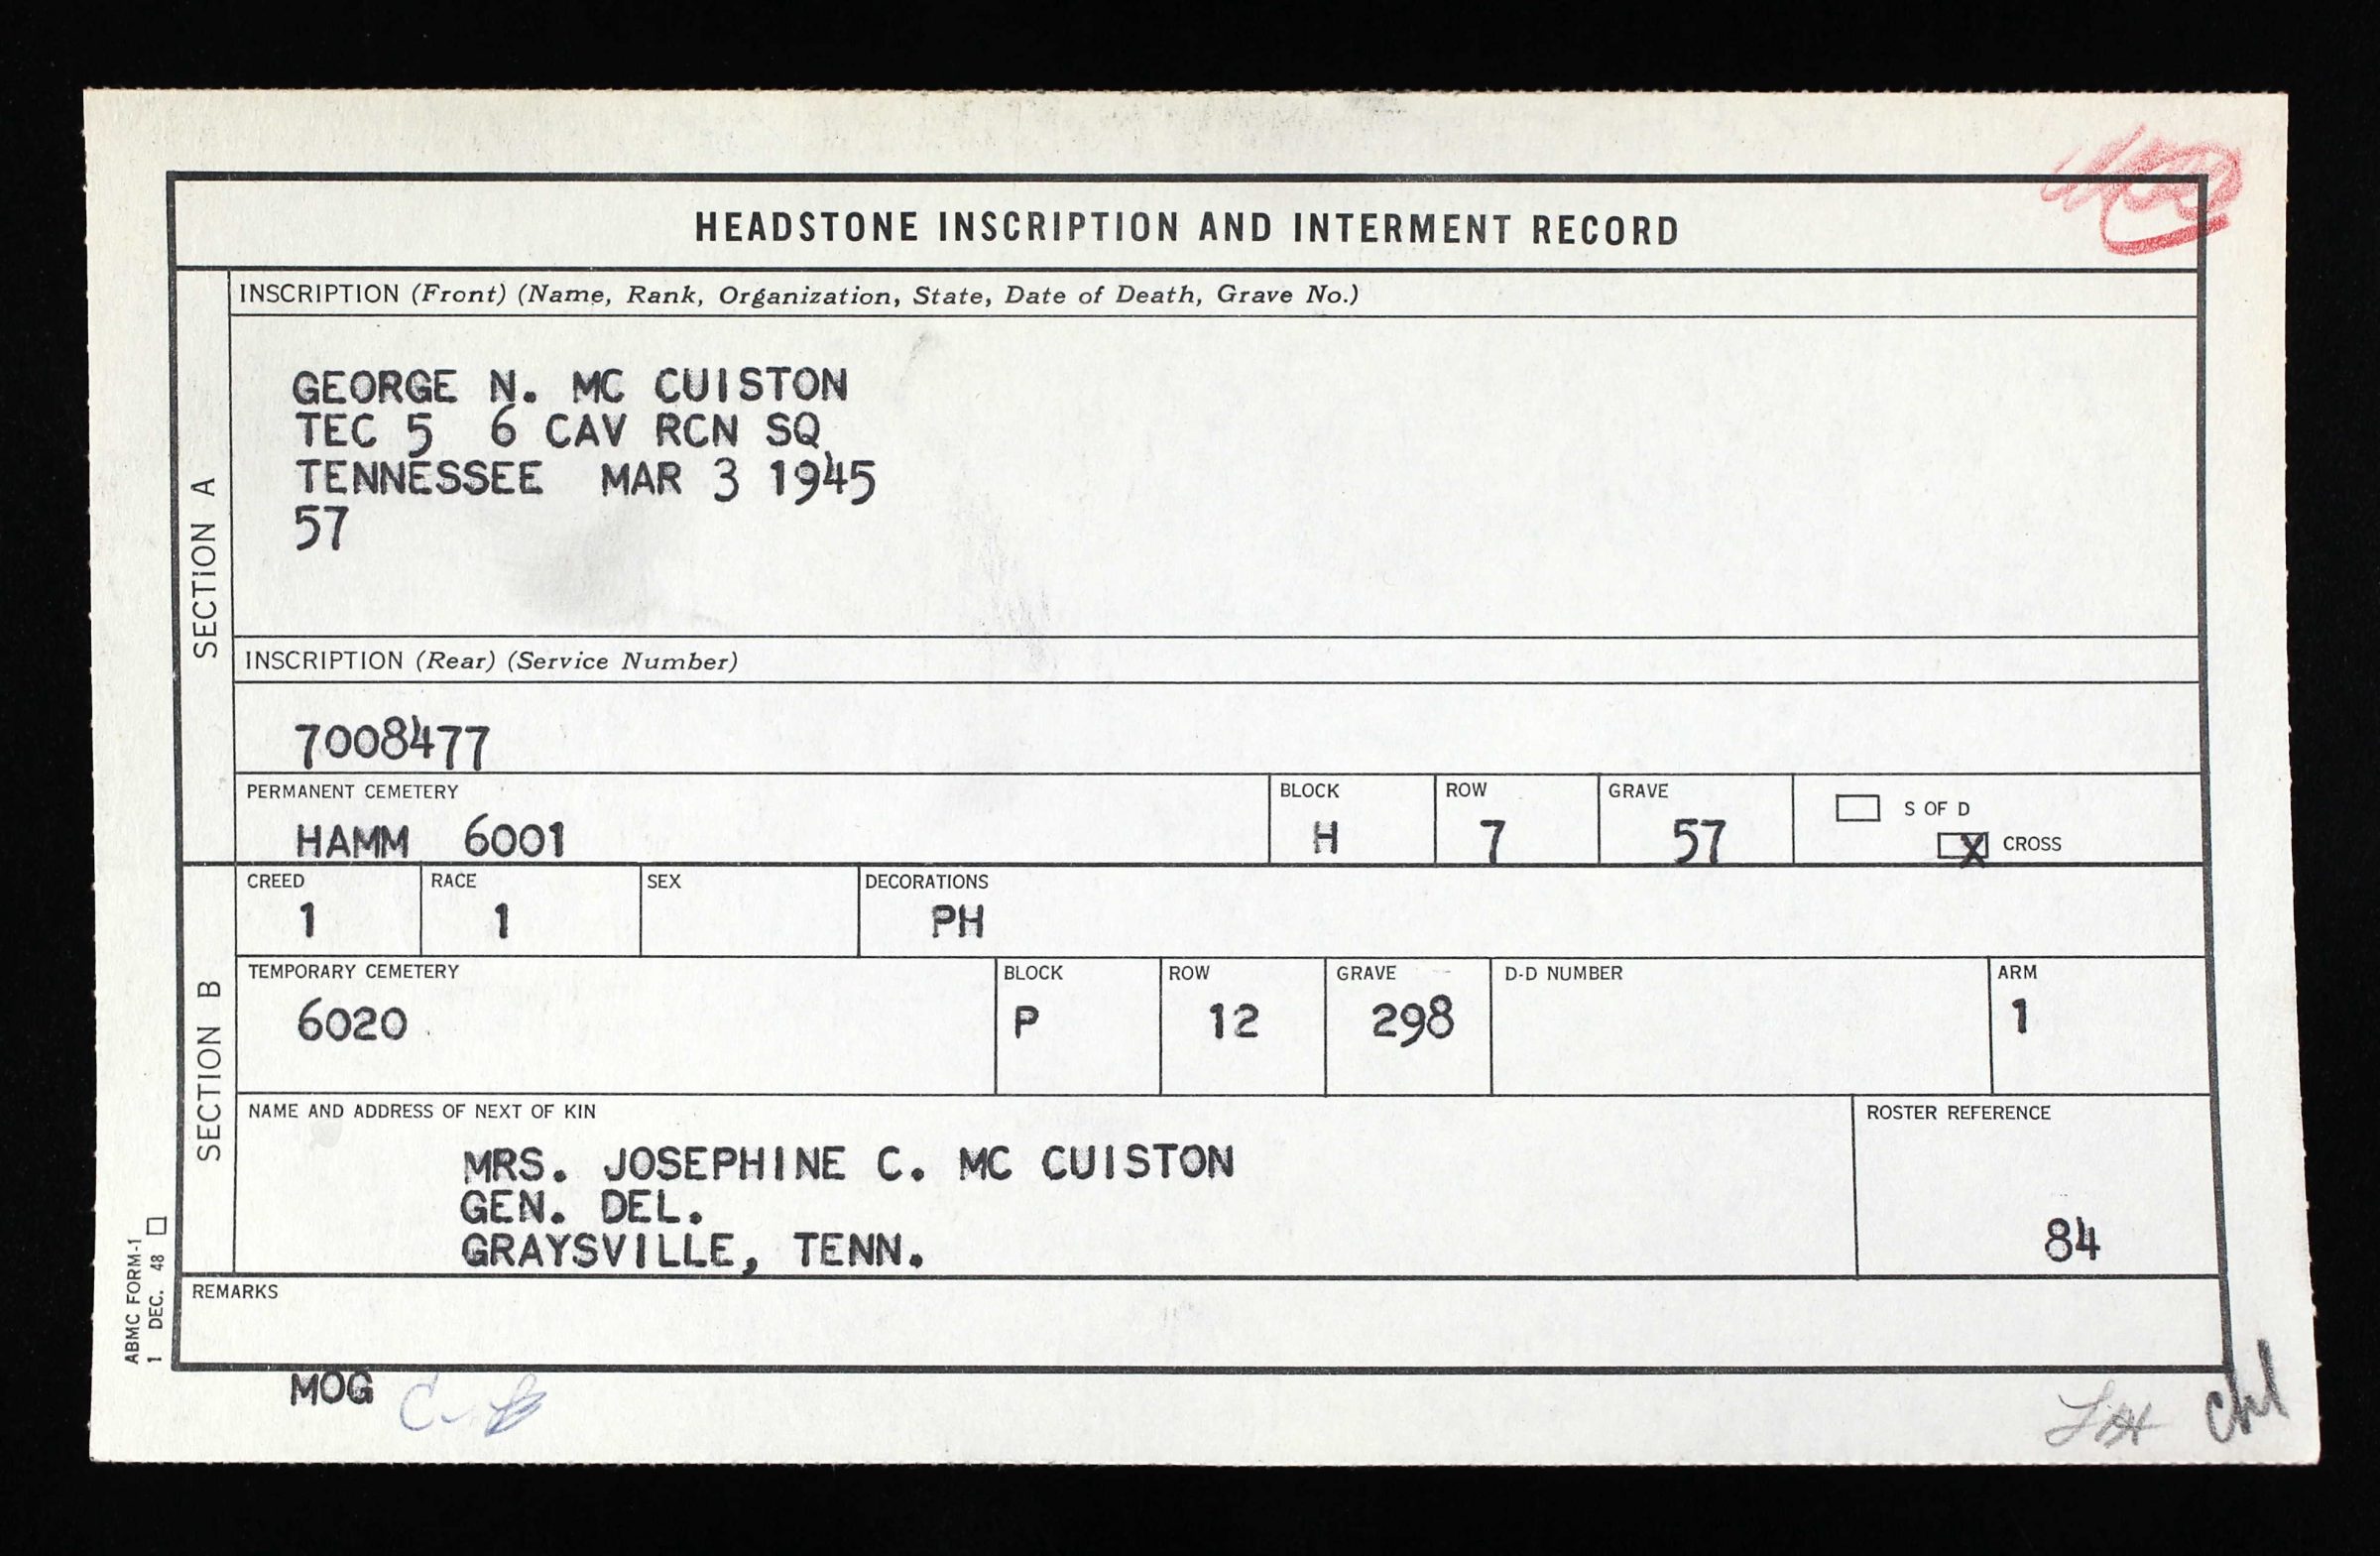 HEADSTONE INSCRIPTION AND INTERMENT RECORD
SECTION A
INSCRIPTION (Front) (Name, Rank, Organization, State, Date of Death, Grave No.)
GEORGE N. MC CUISTON
TEC 5 6 CAV RCN SQ
TENNESSEE MAR 3 1945
57
INSCRIPTION (Rear) (Service Number)
7008477
PERMANENT CEMETERY BLOCK ROW GRAVE
S OF D
HAMM 6001 H 7 57
X CROSS
SECTION B
CREED RACE SEX DECORATIONS
1 1 PH
TEMPORARY CEMETERY BLOCK ROW GRAVE D-D NUMBER ARM
6020 P 12 298 1
NAME AND ADDRESS OF NEXT OF KIN ROSTER REFERENCE
MRS. JOSEPHINE C. MC CUISTON
GEN. DEL.
GRAYSVILLE, TENN. 84
REMARKS
ABMC FORM-1
1 DEC. 48
MOG